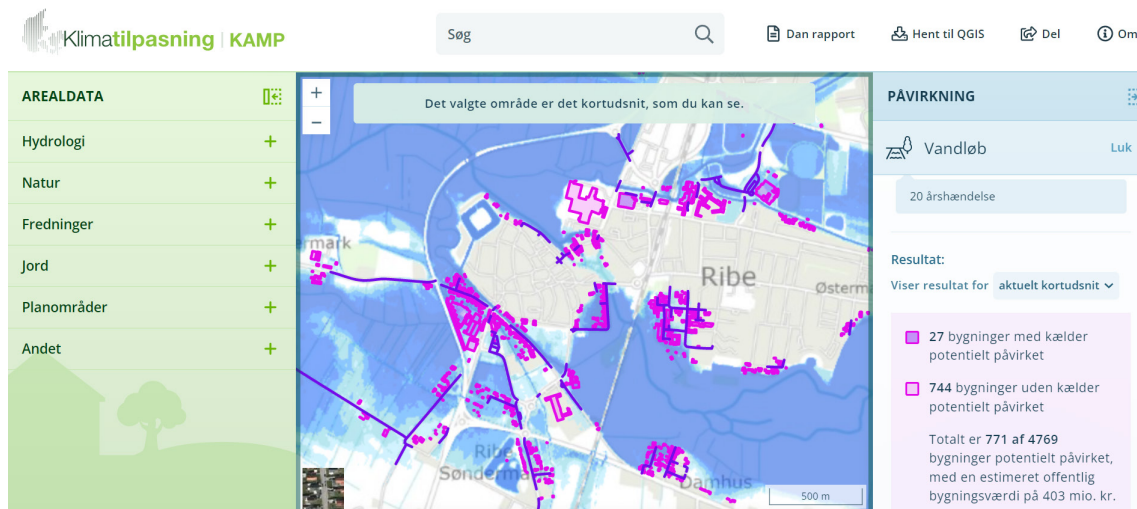 Klimatilpasning | KAMP
Søg
Dan rapport
Hent til QGIS
Del
Om
AREALDATA
Hydrologi
Natur
Fredninger
Jord
Planområder
Andet
+
−
Det valgte område er det kortudsnit, som du kan se.
ermark
Ribe
Østerma
Ribe
Sønderma
Damhus
500 m
PÅVIRKNING
Vandløb
Luk
20 årshændelse
Resultat:
Viser resultat for aktuelt kortudsnit
27 bygninger med kælder
potentielt påvirket
744 bygninger uden kælder
potentielt påvirket
Totalt er 771 af 4769
bygninger potentielt påvirket,
med en estimeret offentlig
bygningsværdi på 403 mio. kr.